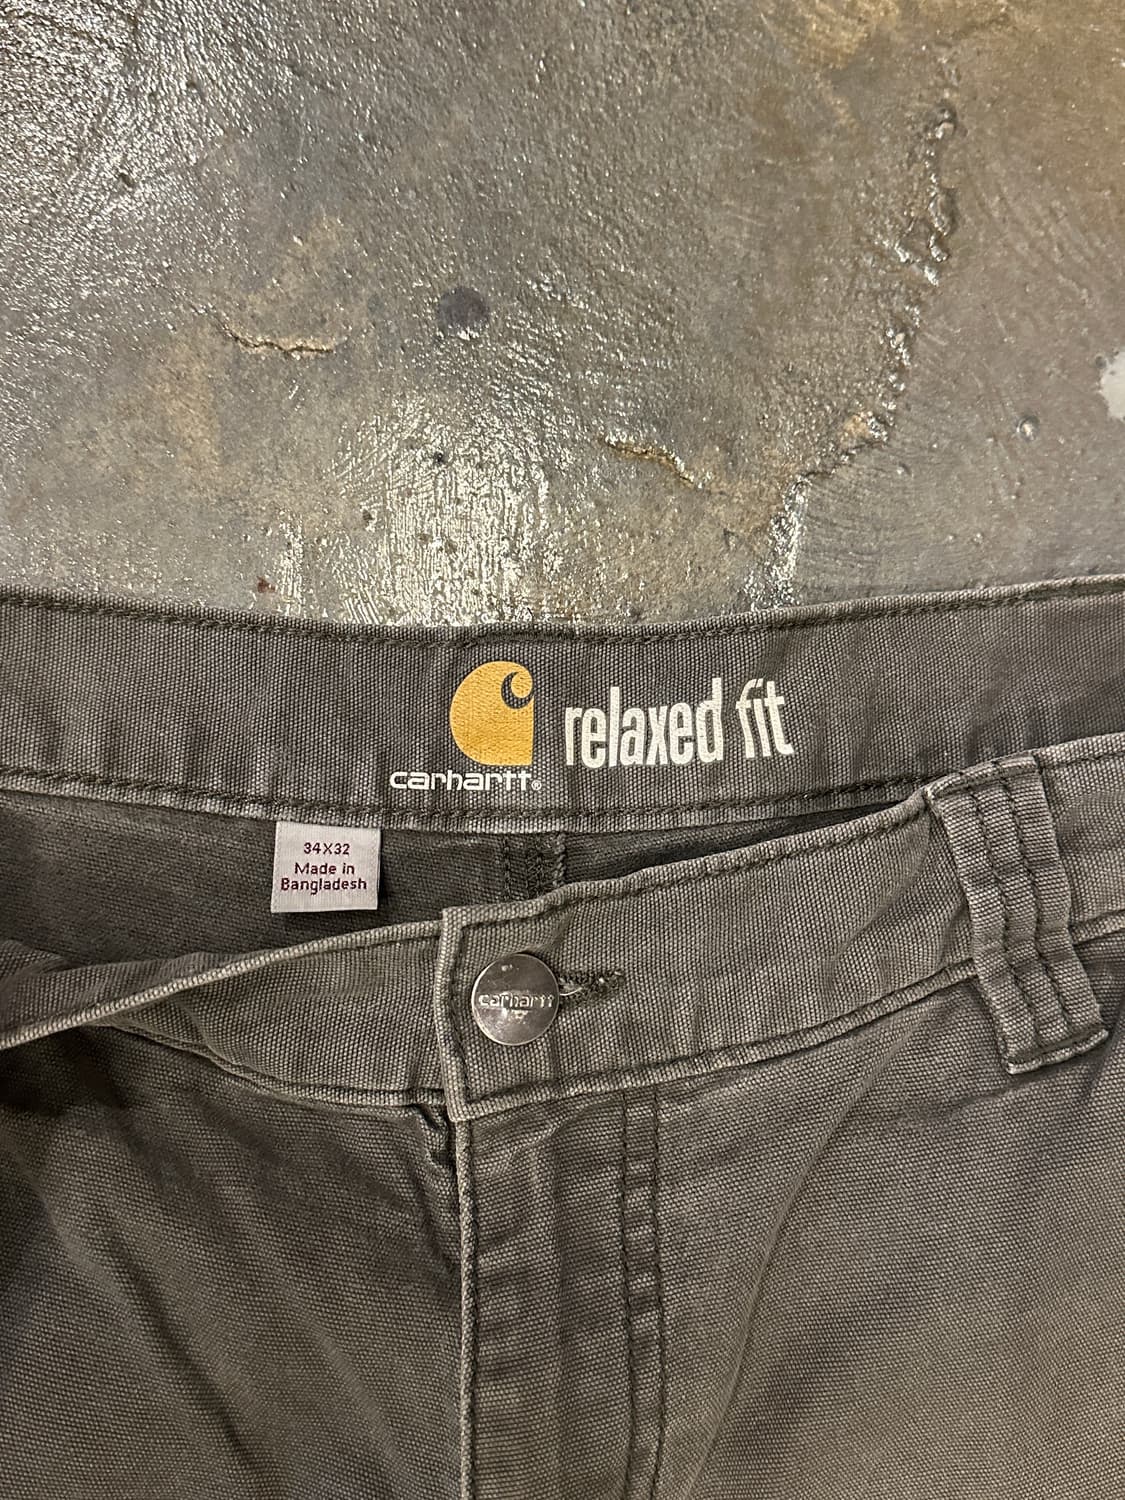 relaxed fit
carhartt®
34X32
Made in
Bangladesh
carhartt